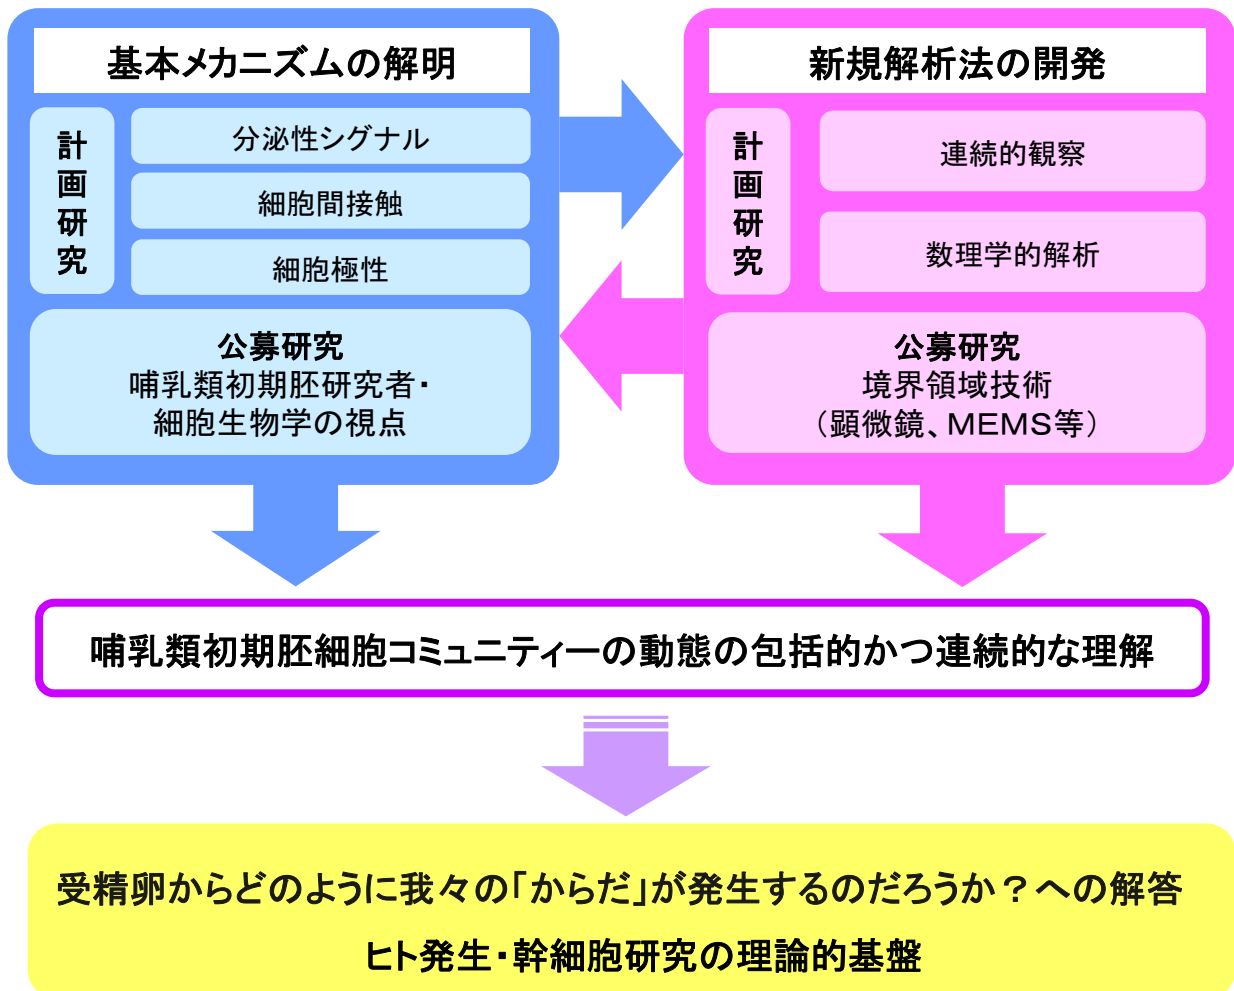 基本メカニズムの解明
計画研究
分泌性シグナル
細胞間接触
細胞極性
公募研究
哺乳類初期胚研究者・
細胞生物学の視点
新規解析法の開発
計画研究
連続的観察
数理学的解析
公募研究
境界領域技術
（顕微鏡、MEMS等）
哺乳類初期胚細胞コミュニティーの動態の包括的かつ連続的な理解
受精卵からどのように我々の「からだ」が発生するのだろうか？への解答
ヒト発生・幹細胞研究の理論的基盤